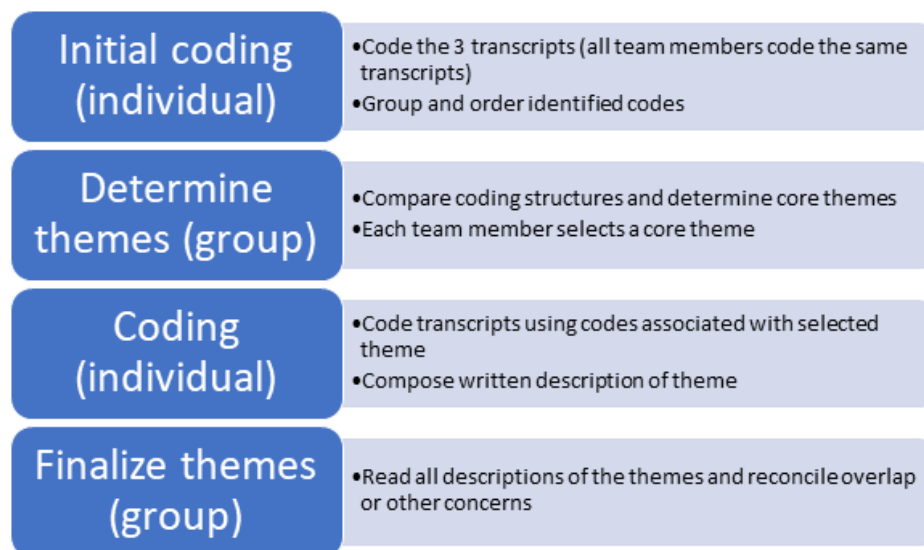 Initial coding
(individual)
•Code the 3 transcripts (all team members code the same
transcripts)
•Group and order identified codes
Determine
themes (group)
•Compare coding structures and determine core themes
•Each team member selects a core theme
Coding
(individual)
•Code transcripts using codes associated with selected
theme
•Compose written description of theme
Finalize themes
(group)
•Read all descriptions of the themes and reconcile overlap
or other concerns